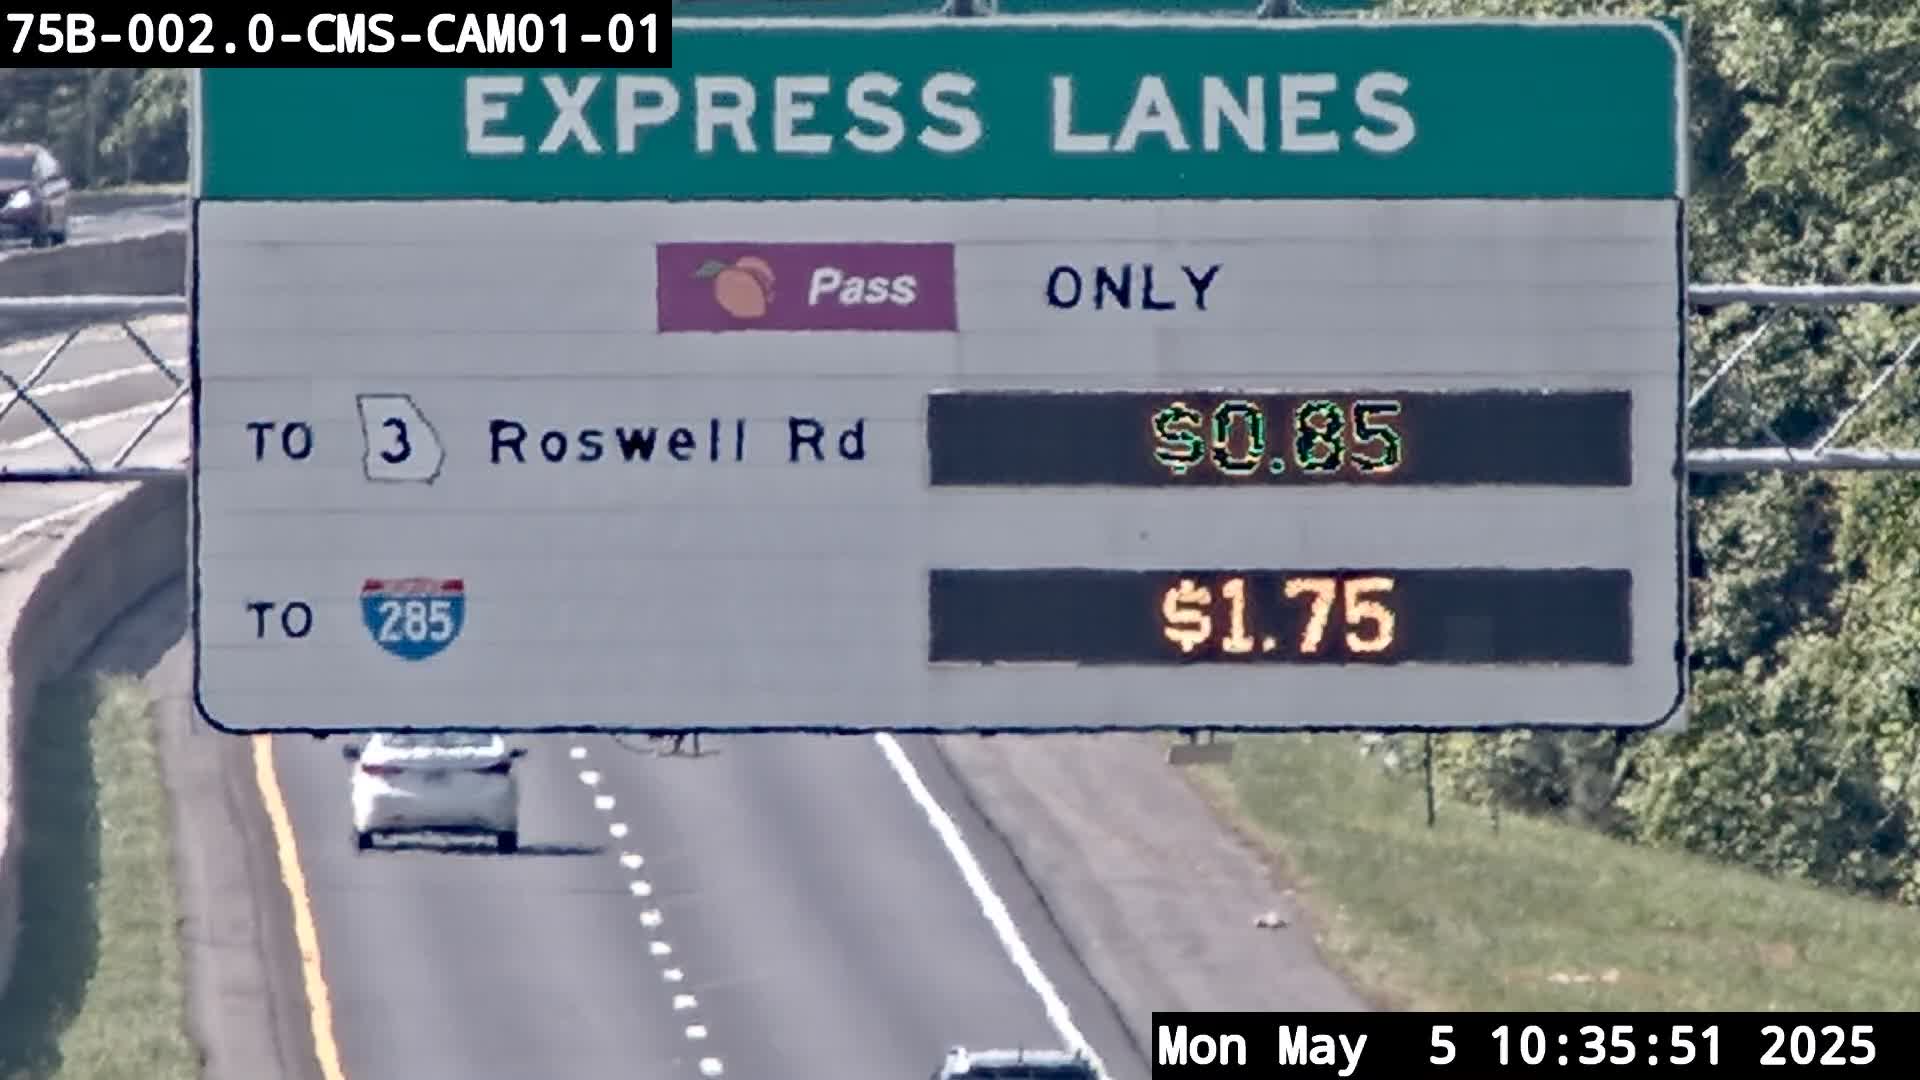 75B-002.0-CMS-CAM01-01
EXPRESS LANES
Pass ONLY
TO 3 Roswell Rd $0.85
TO 285 $1.75
Mon May 5 10:35:51 2025